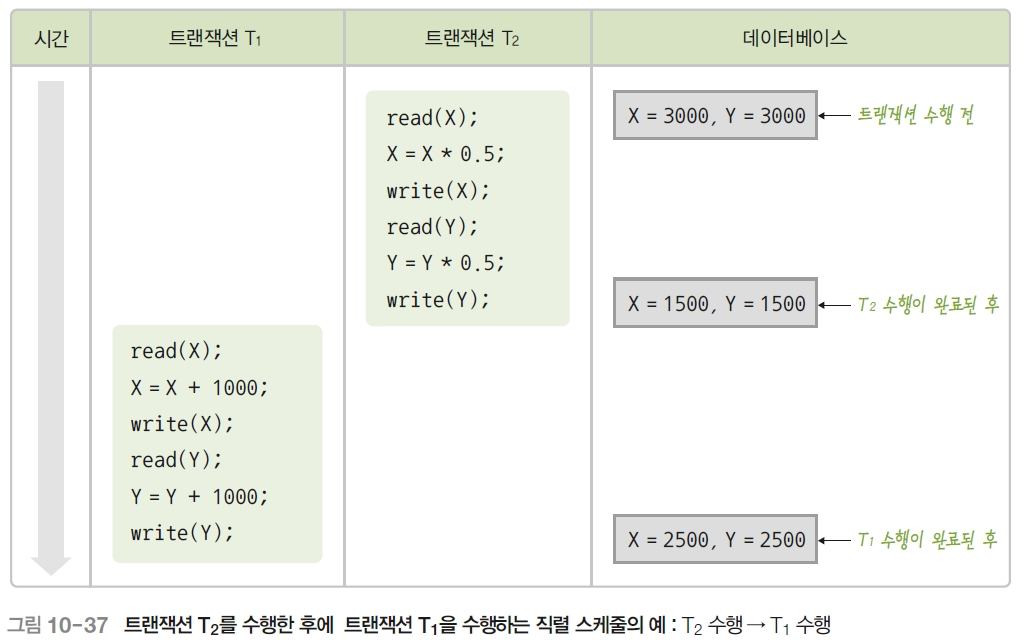 시간 트랜잭션 T1 트랜잭션 T2 데이터베이스
read(X);
X = X * 0.5;
write(X);
read(Y);
Y = Y * 0.5;
write(Y);
X = 3000, Y = 3000 트랜잭션 수행 전
X = 1500, Y = 1500 T2 수행이 완료된 후
read(X);
X = X + 1000;
write(X);
read(Y);
Y = Y + 1000;
write(Y);
X = 2500, Y = 2500 T1 수행이 완료된 후
그림 10-37 트랜잭션 T2를 수행한 후에 트랜잭션 T1을 수행하는 직렬 스케줄의 예 : T2 수행 → T1 수행